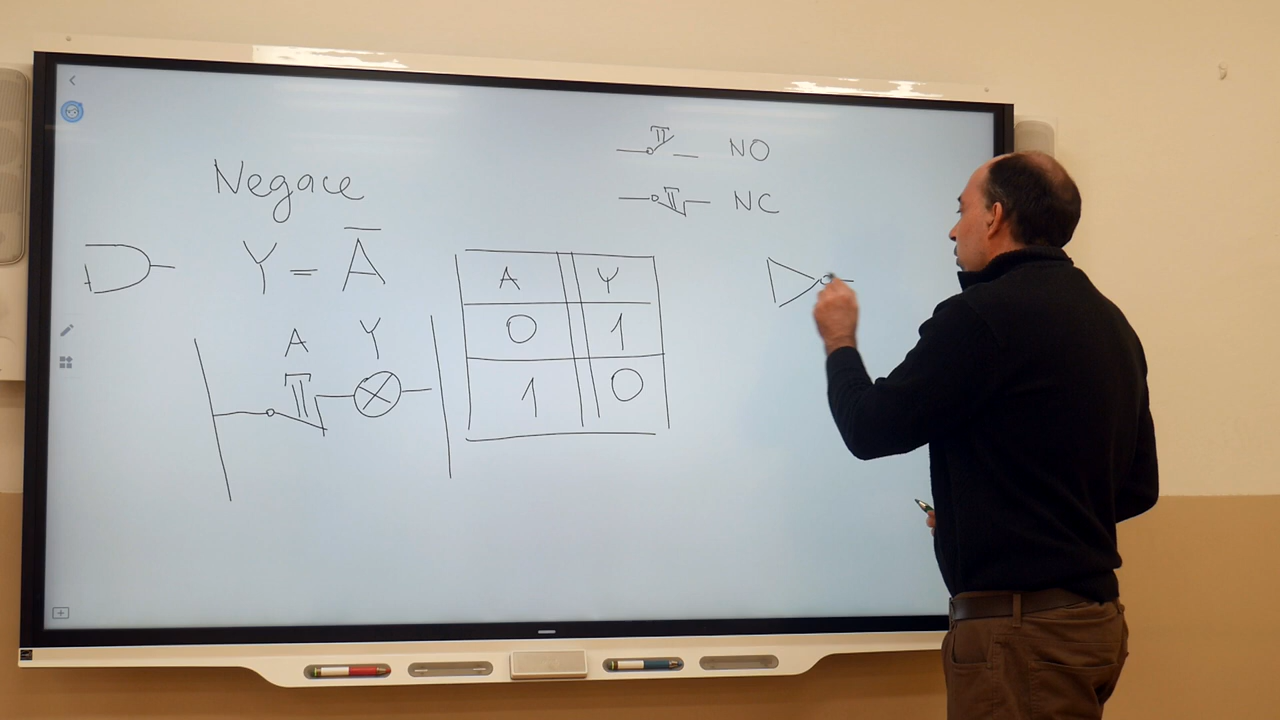 Negace
Y = A̅
A Y
A Y
0 1
1 0
NO
NC